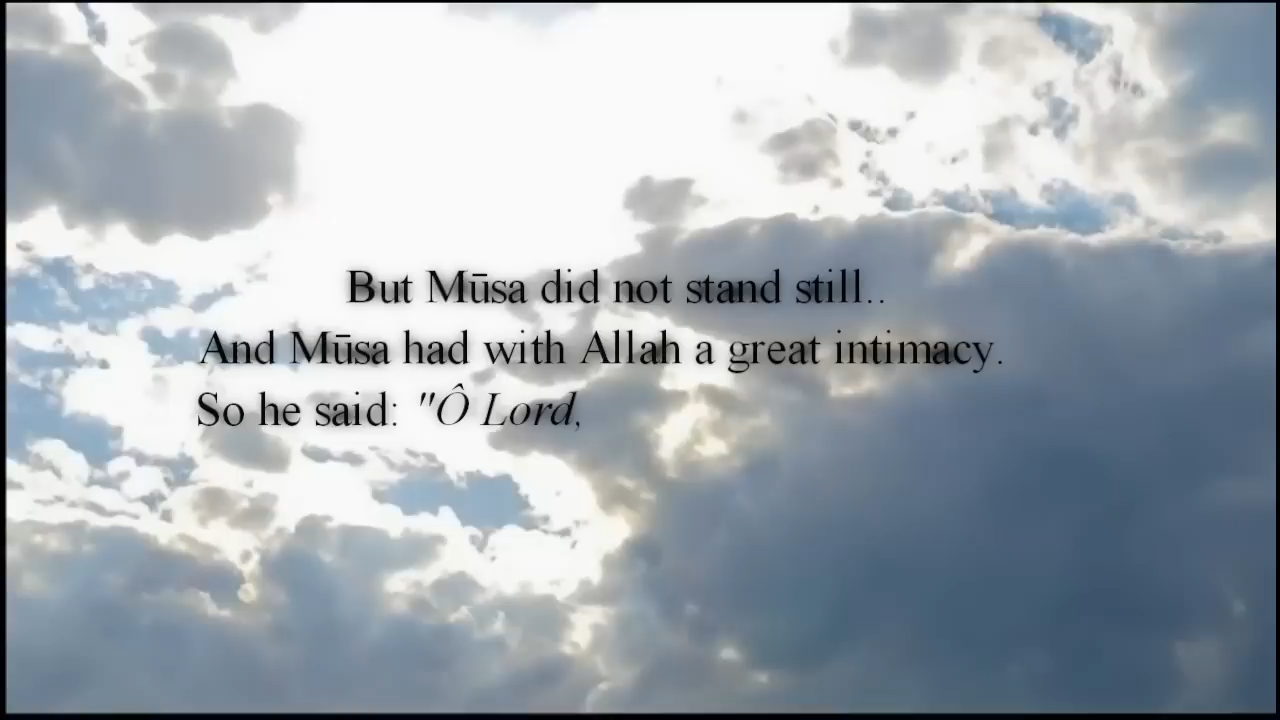 But Mūsa did not stand still..
And Mūsa had with Allah a great intimacy.
So he said: "Ô Lord,